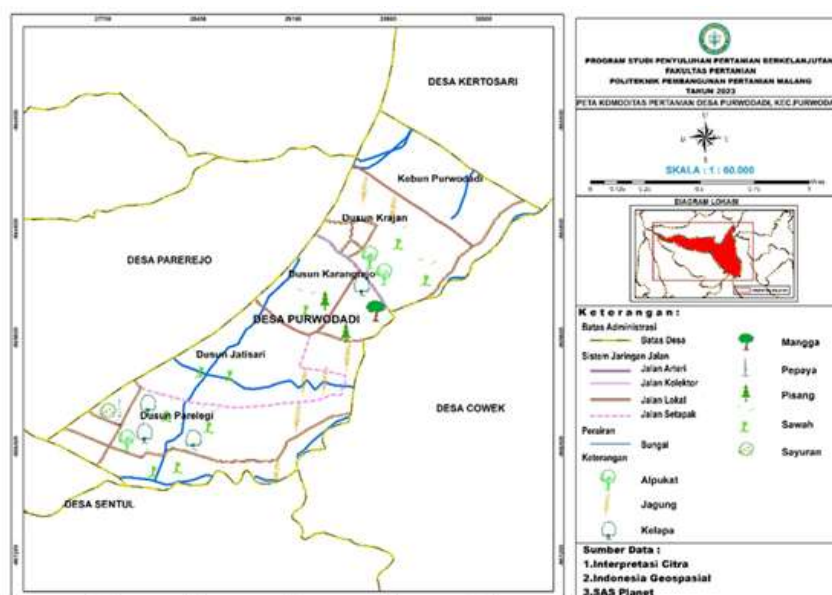 DESA KERTOSARI
Kebun Purwodadi
Dusun Krajan
DESA PAREREJO
Dusun Karangrejo
DESA PURWODADI
Dusun Jatisari
DESA COWEK
Dusun Parelegi
DESA SENTUL
PROGRAM STUDI PENYULUHAN PERTANIAN BERKELANJUTAN
FAKULTAS PERTANIAN
POLITEKNIK PEMBANGUNAN PERTANIAN MALANG
TAHUN 2023
PETA KOMODITAS PERTANIAN DESA PURWODADI, KEC.PURWODA
SKALA : 1 : 60.000
DIAGRAM LOKASI
Keterangan:
Batas Administrasi
Batas Desa
Sistem Jaringan Jalan
Jalan Arteri
Jalan Kolektor
Jalan Lokal
Jalan Setapak
Perairan
Sungai
Keterangan
Alpukat
Jagung
Kelapa
Mangga
Pepaya
Pisang
Sawah
Sayuran
Sumber Data :
1.Interpretasi Citra
2.Indonesia Geospasial
3.SAS Planet